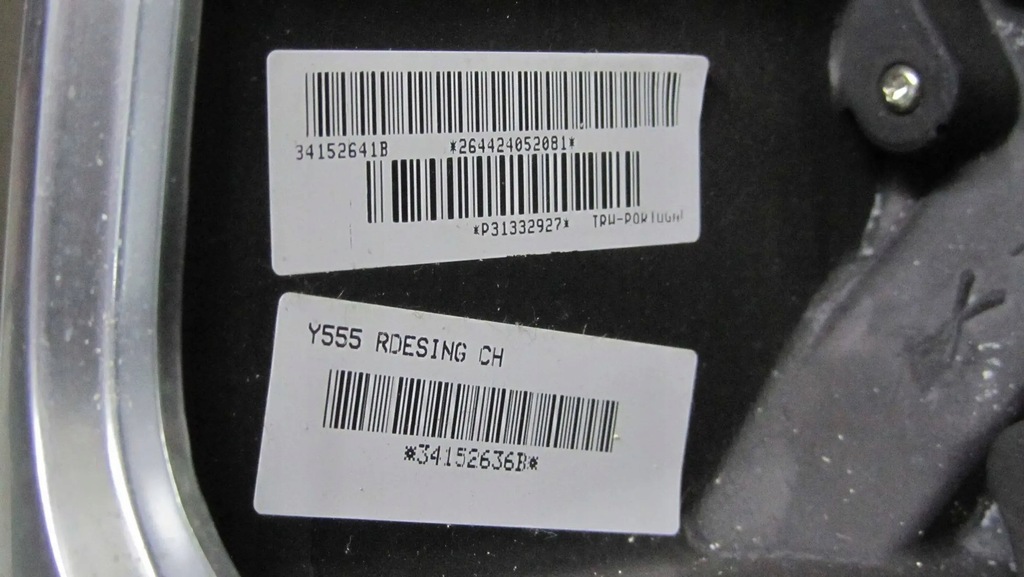 34152641B *264424052081*
*P31332927* TRW-PORTUGAL
Y555 RDESING CH
*34152636B*